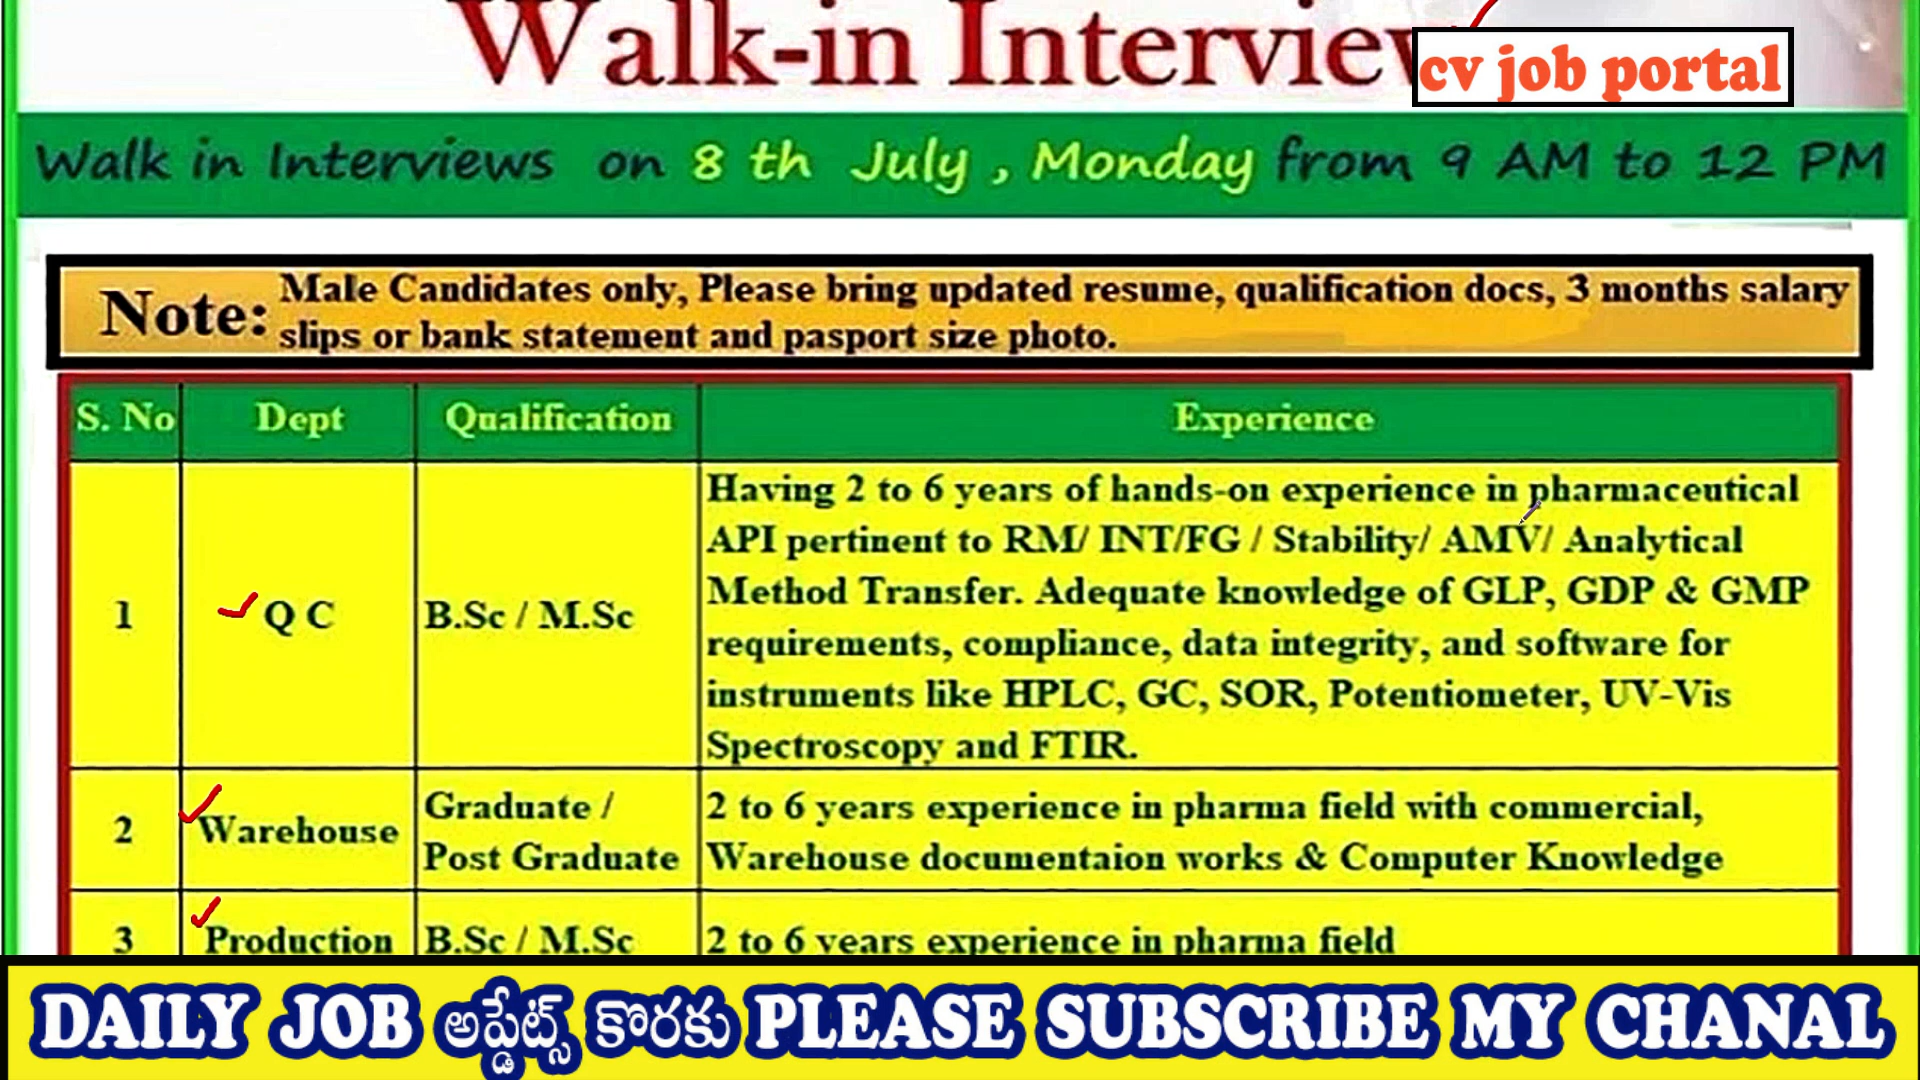 Walk-in Interview
cv job portal
Walk in Interviews on 8 th July , Monday from 9 AM to 12 PM
Note: Male Candidates only, Please bring updated resume, qualification docs, 3 months salary
slips or bank statement and pasport size photo.
S. No Dept Qualification Experience
1 Q C B.Sc / M.Sc
Having 2 to 6 years of hands-on experience in pharmaceutical
API pertinent to RM/ INT/FG / Stability/ AMV/ Analytical
Method Transfer. Adequate knowledge of GLP, GDP & GMP
requirements, compliance, data integrity, and software for
instruments like HPLC, GC, SOR, Potentiometer, UV-Vis
Spectroscopy and FTIR.
2 Warehouse
Graduate /
Post Graduate
2 to 6 years experience in pharma field with commercial,
Warehouse documentaion works & Computer Knowledge
3 Production B.Sc / M.Sc 2 to 6 years experience in pharma field
DAILY JOB అప్డేట్స్ కొరకు PLEASE SUBSCRIBE MY CHANAL